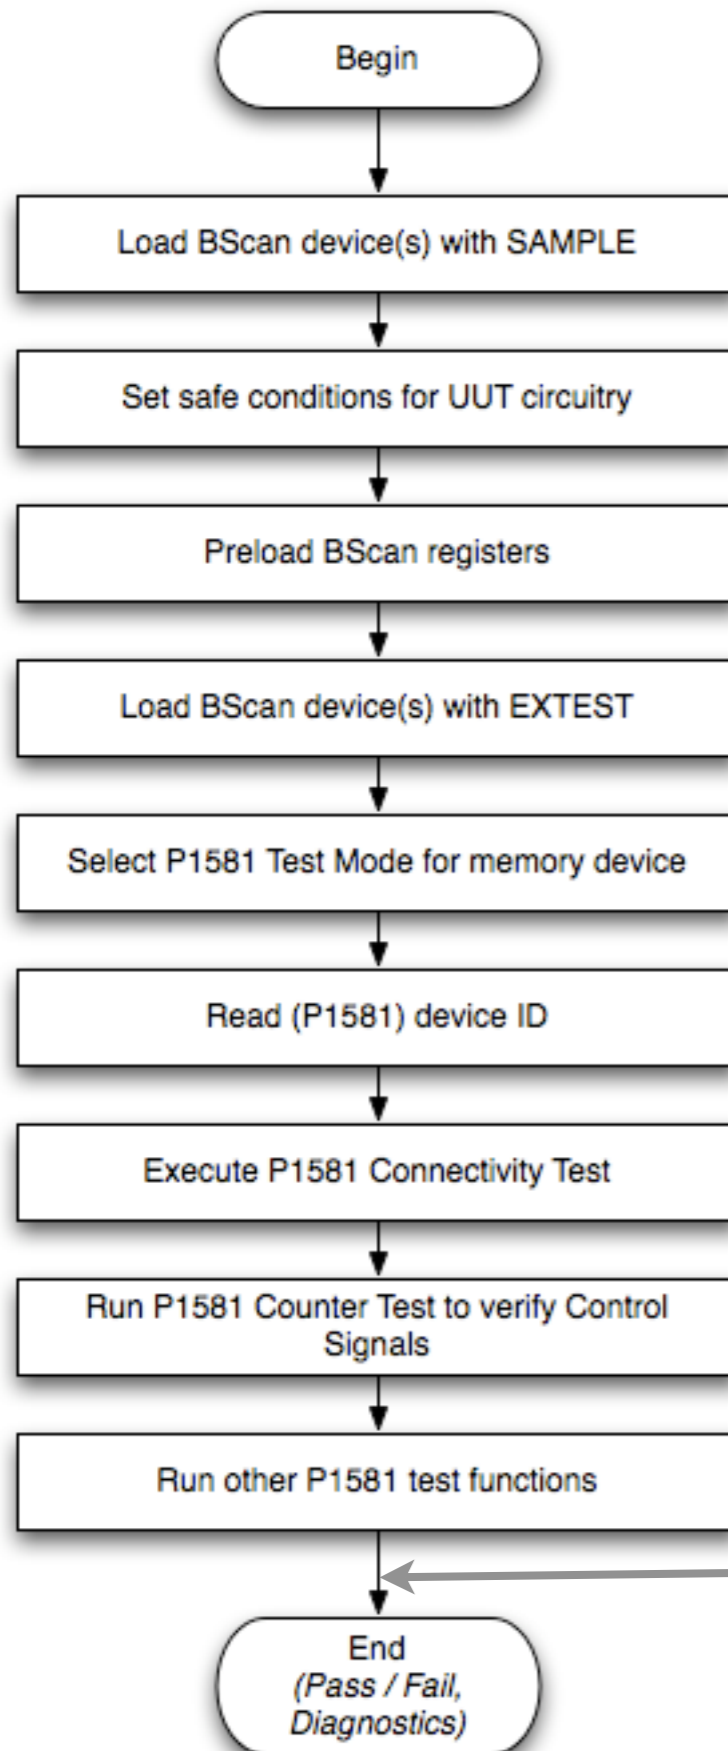 Begin
Load BScan device(s) with SAMPLE
Set safe conditions for UUT circuitry
Preload BScan registers
Load BScan device(s) with EXTEST
Select P1581 Test Mode for memory device
Read (P1581) device ID
Execute P1581 Connectivity Test
Run P1581 Counter Test to verify Control
Signals
Run other P1581 test functions
End
(Pass / Fail,
Diagnostics)